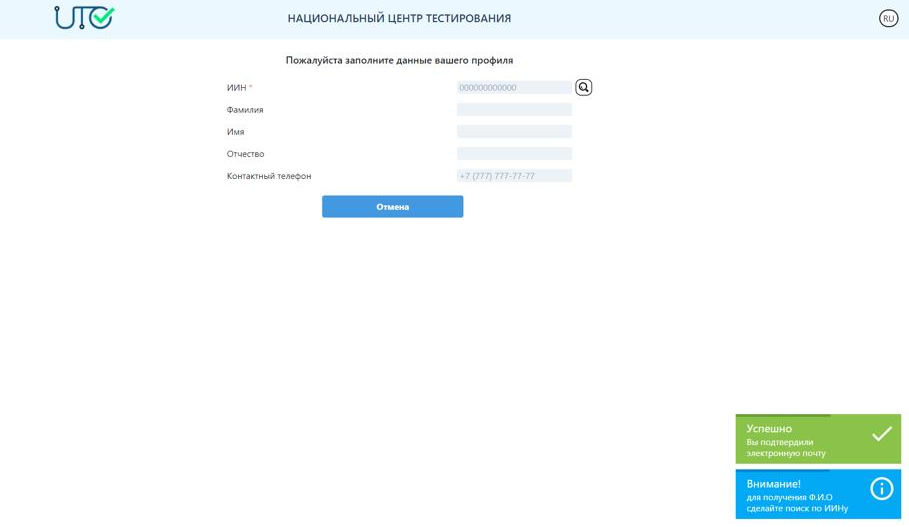 UTO
НАЦИОНАЛЬНЫЙ ЦЕНТР ТЕСТИРОВАНИЯ
RU
Пожалуйста заполните данные вашего профиля
ИИН *
000000000000
Фамилия
Имя
Отчество
Контактный телефон
+7 (777) 777-77-77
Отмена
Успешно
Вы подтвердили
электронную почту
Внимание!
для получения Ф.И.О
сделайте поиск по ИИНу